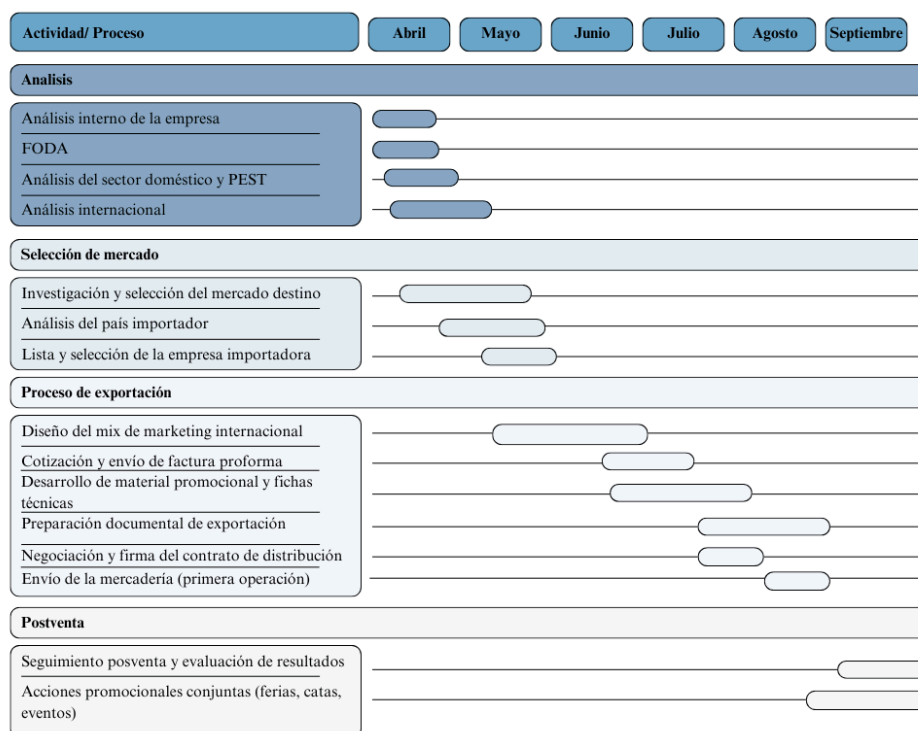 Actividad/ Proceso Abril Mayo Junio Julio Agosto Septiembre
Analisis
Análisis interno de la empresa
FODA
Análisis del sector doméstico y PEST
Análisis internacional
Selección de mercado
Investigación y selección del mercado destino
Análisis del país importador
Lista y selección de la empresa importadora
Proceso de exportación
Diseño del mix de marketing internacional
Cotización y envío de factura proforma
Desarrollo de material promocional y fichas
técnicas
Preparación documental de exportación
Negociación y firma del contrato de distribución
Envío de la mercadería (primera operación)
Postventa
Seguimiento posventa y evaluación de resultados
Acciones promocionales conjuntas (ferias, catas,
eventos)